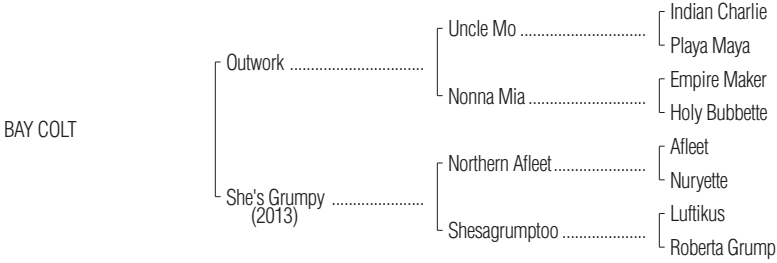 BAY COLT
Outwork ................................
She's Grumpy ......................
(2013)
Uncle Mo ..............................
Nonna Mia ............................
Northern Afleet......................
Shesagrumptoo ....................
Indian Charlie
Playa Maya
Empire Maker
Holy Bubbette
Afleet
Nuryette
Luftikus
Roberta Grump